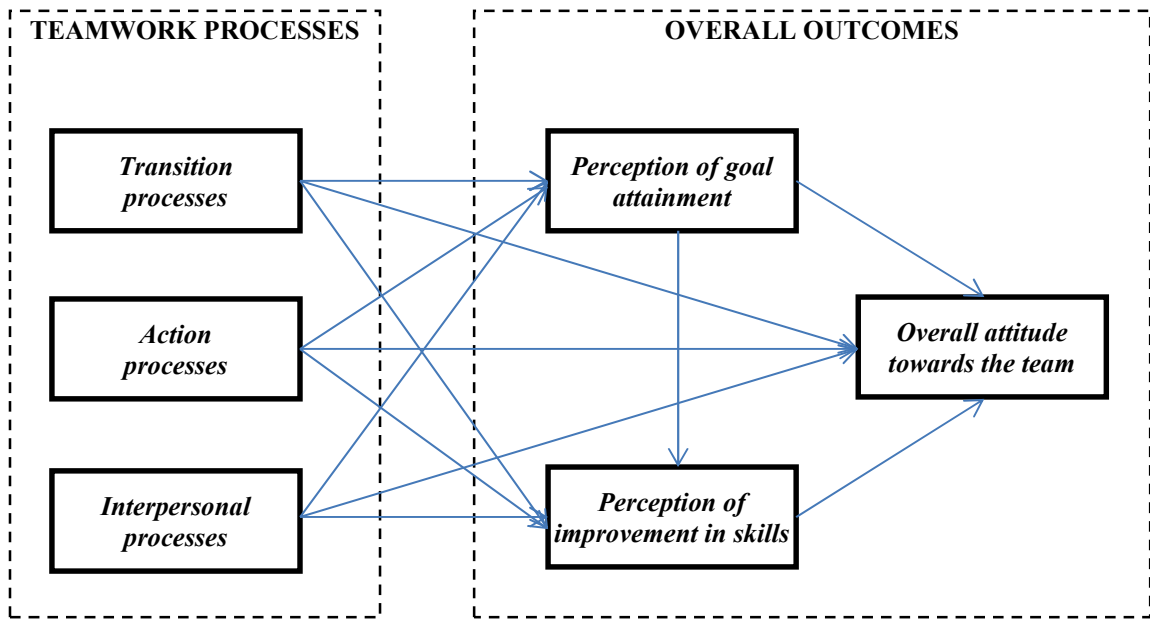 TEAMWORK PROCESSES
OVERALL OUTCOMES
Transition
processes
Perception of goal
attainment
Action
processes
Overall attitude
towards the team
Interpersonal
processes
Perception of
improvement in skills